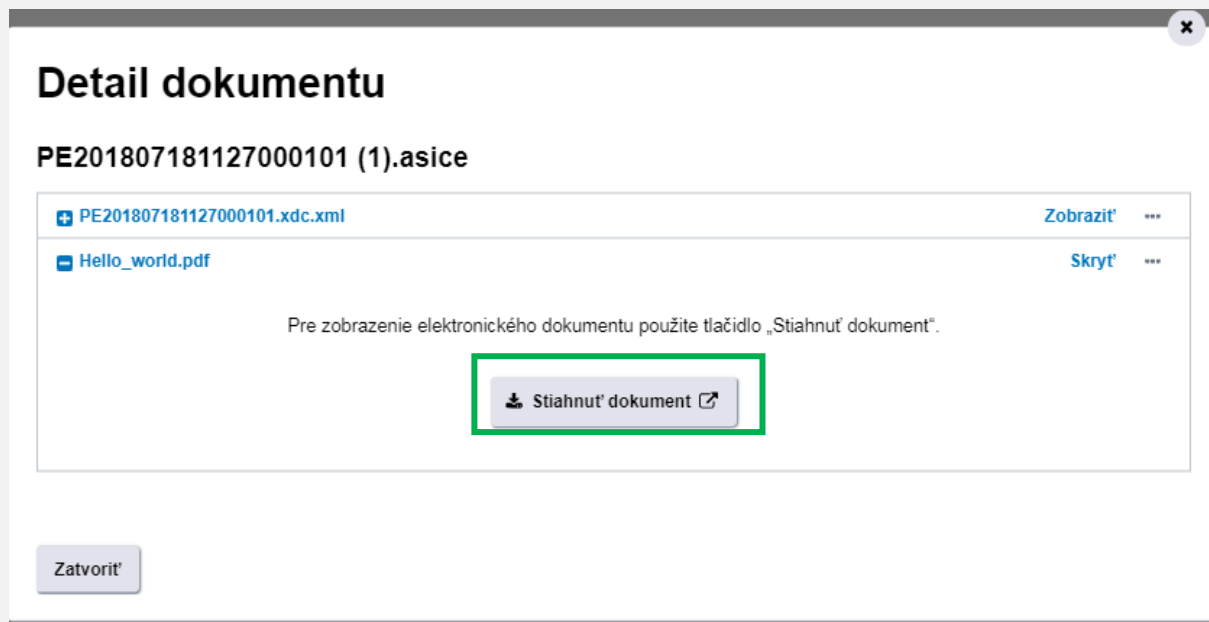 Detail dokumentu
PE201807181127000101 (1).asice
PE201807181127000101.xdc.xml Zobraziť ...
Hello_world.pdf Skryť ...
Pre zobrazenie elektronického dokumentu použite tlačidlo „Stiahnuť dokument“.
Stiahnuť dokument
Zatvoriť